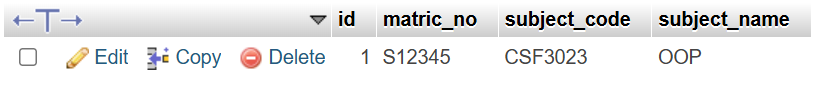 id matric_no subject_code subject_name
Edit Copy Delete 1 S12345 CSF3023 OOP